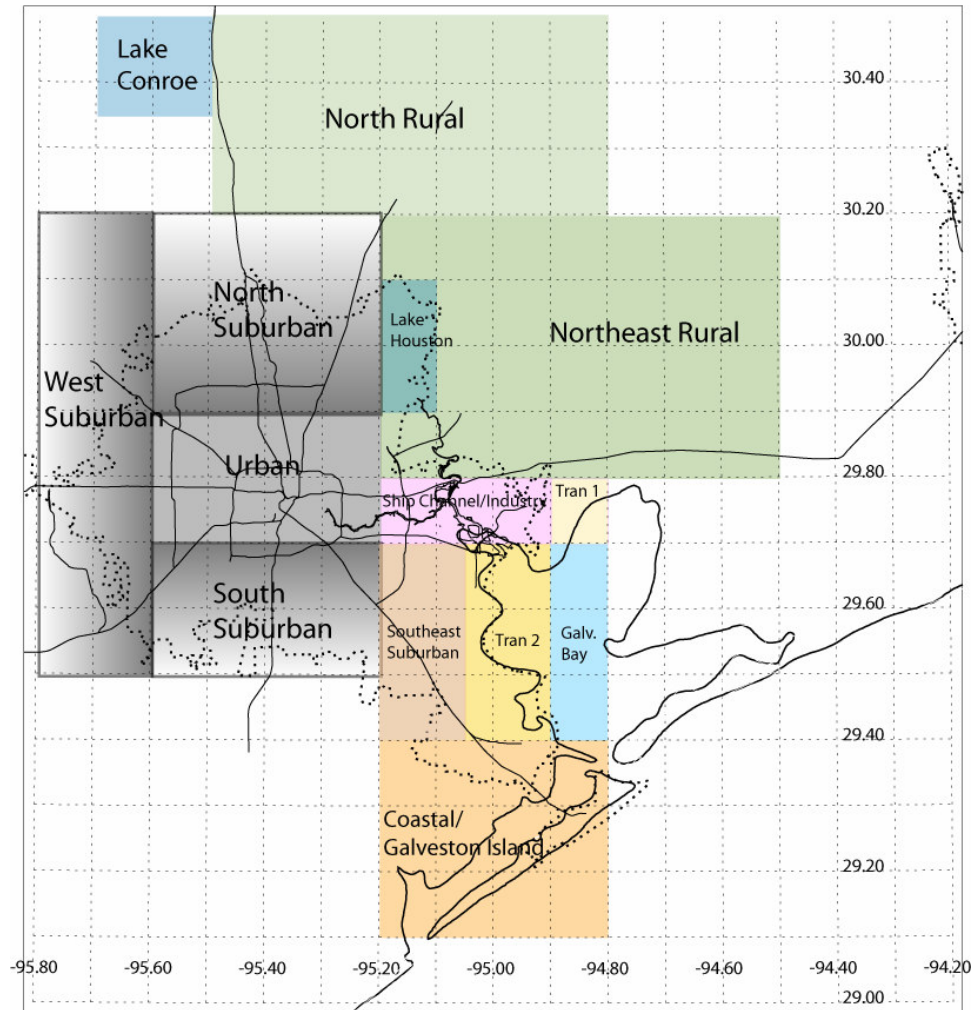 Lake
Conroe
30.40
North Rural
30.20
North
Suburban
Lake
Houston
Northeast Rural
30.00
West
Suburban
Urban
29.80
Ship Channel/Industry
Tran 1
South
Suburban
Southeast
Suburban
Tran 2
Galv.
Bay
29.60
29.40
Coastal/
Galveston Island
29.20
-95.80
-95.60
-95.40
-95.20
-95.00
-94.80
-94.60
-94.40
-94.20
29.00